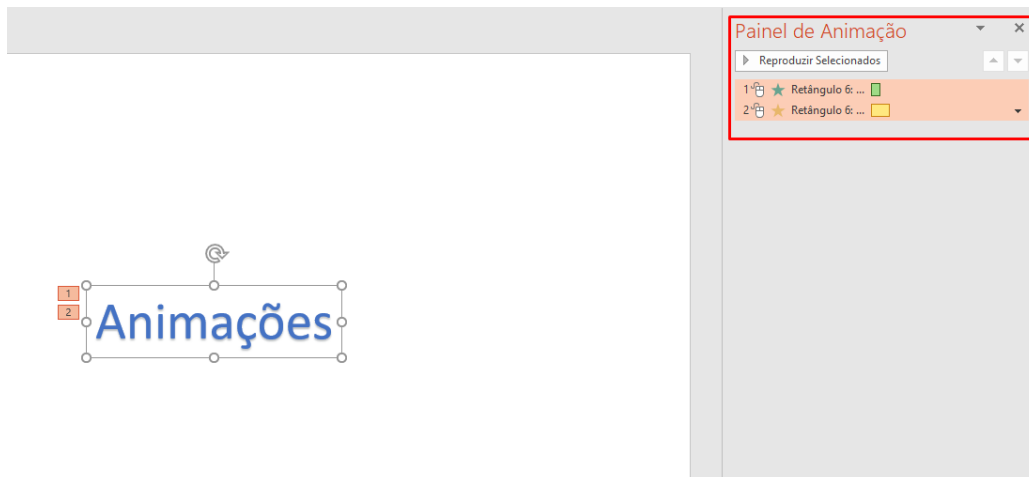 Painel de Animação
Reproduzir Selecionados
1 Retângulo 6: ...
2 Retângulo 6: ...
1
2
Animações